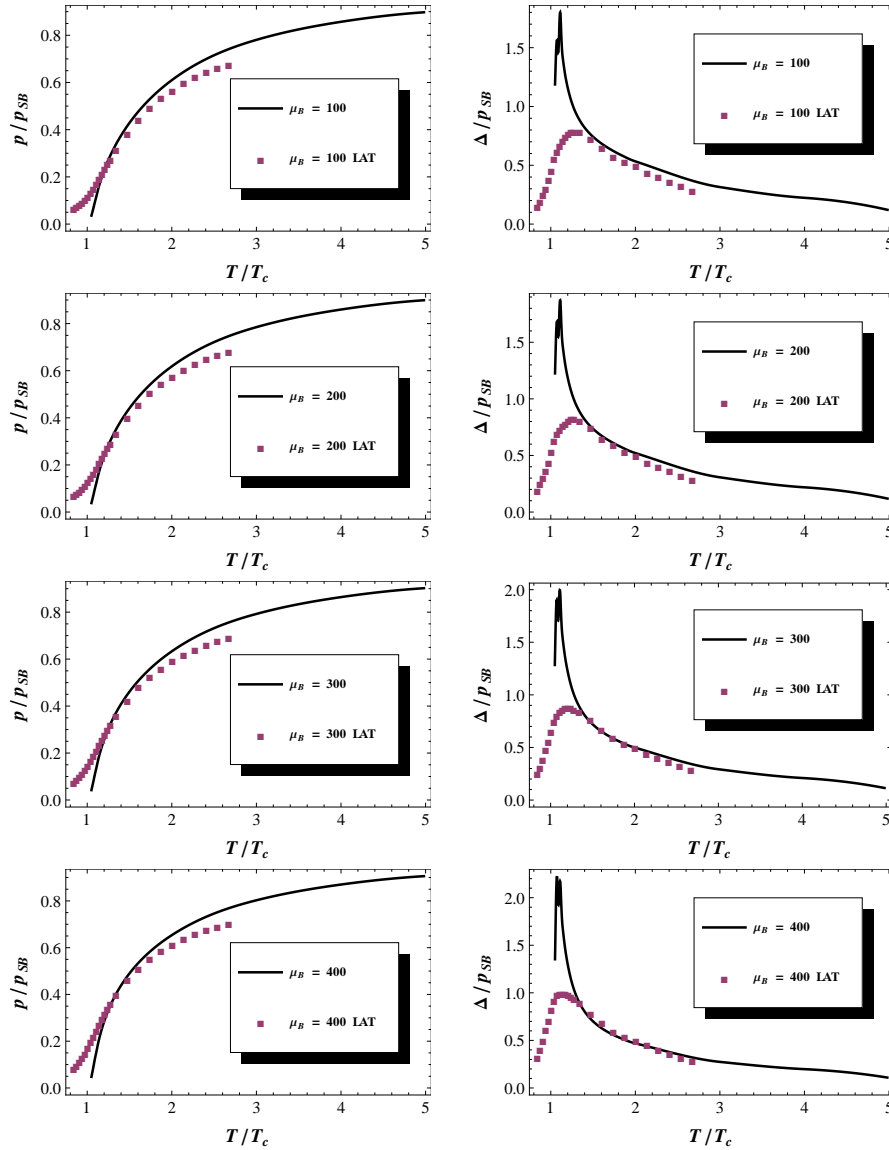 p / p_SB
0.8
0.6
0.4
0.2
0.0
μ_B = 100
μ_B = 100 LAT
1 2 3 4 5
T / T_c
Δ / p_SB
1.5
1.0
0.5
0.0
μ_B = 100
μ_B = 100 LAT
1 2 3 4 5
T / T_c
p / p_SB
0.8
0.6
0.4
0.2
0.0
μ_B = 200
μ_B = 200 LAT
1 2 3 4 5
T / T_c
Δ / p_SB
1.5
1.0
0.5
0.0
μ_B = 200
μ_B = 200 LAT
1 2 3 4 5
T / T_c
p / p_SB
0.8
0.6
0.4
0.2
0.0
μ_B = 300
μ_B = 300 LAT
1 2 3 4 5
T / T_c
Δ / p_SB
2.0
1.5
1.0
0.5
0.0
μ_B = 300
μ_B = 300 LAT
1 2 3 4 5
T / T_c
p / p_SB
0.8
0.6
0.4
0.2
0.0
μ_B = 400
μ_B = 400 LAT
1 2 3 4 5
T / T_c
Δ / p_SB
2.0
1.5
1.0
0.5
0.0
μ_B = 400
μ_B = 400 LAT
1 2 3 4 5
T / T_c